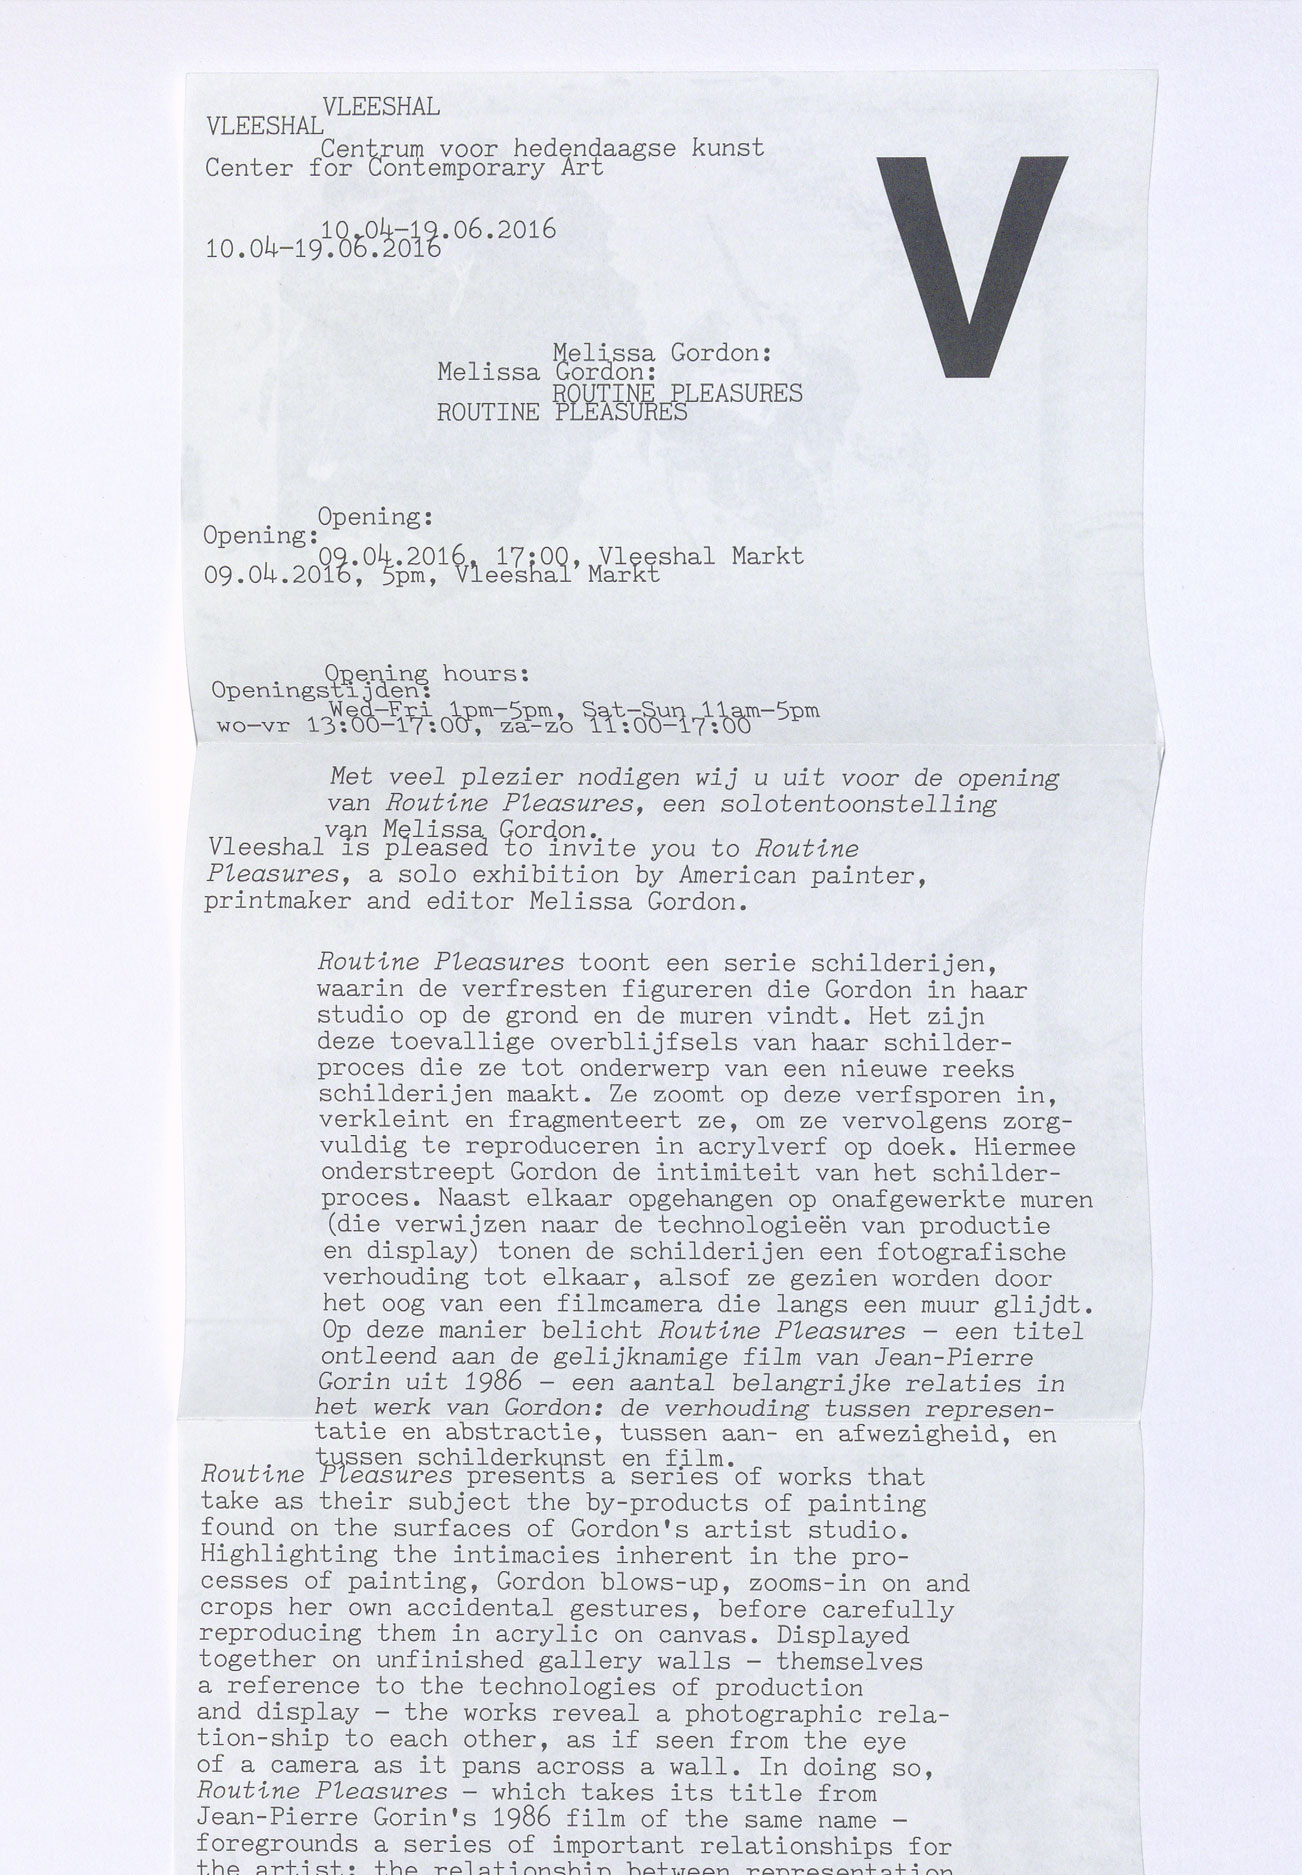 VLEESHAL
VLEESHAL
Centrum voor hedendaagse kunst
Center for Contemporary Art
10.04–19.06.2016
10.04–19.06.2016
V
Melissa Gordon:
Melissa Gordon:
ROUTINE PLEASURES
ROUTINE PLEASURES
Opening:
Opening:
09.04.2016, 17:00, Vleeshal Markt
09.04.2016, 5pm, Vleeshal Markt
Opening hours:
Openingstijden:
Wed–Fri 1pm–5pm, Sat–Sun 11am–5pm
wo–vr 13:00–17:00, za–zo 11:00–17:00
Met veel plezier nodigen wij u uit voor de opening
van Routine Pleasures, een solotentoonstelling
van Melissa Gordon.
Vleeshal is pleased to invite you to Routine
Pleasures, a solo exhibition by American painter,
printmaker and editor Melissa Gordon.
Routine Pleasures toont een serie schilderijen,
waarin de verfresten figureren die Gordon in haar
studio op de grond en de muren vindt. Het zijn
deze toevallige overblijfsels van haar schilder-
proces die ze tot onderwerp van een nieuwe reeks
schilderijen maakt. Ze zoomt op deze verfsporen in,
verkleint en fragmenteert ze, om ze vervolgens zorg-
vuldig te reproduceren in acrylverf op doek. Hiermee
onderstreept Gordon de intimiteit van het schilder-
proces. Naast elkaar opgehangen op onafgewerkte muren
(die verwijzen naar de technologieën van productie
en display) tonen de schilderijen een fotografische
verhouding tot elkaar, alsof ze gezien worden door
het oog van een filmcamera die langs een muur glijdt.
Op deze manier belicht Routine Pleasures – een titel
ontleend aan de gelijknamige film van Jean-Pierre
Gorin uit 1986 – een aantal belangrijke relaties in
het werk van Gordon: de verhouding tussen represen-
tatie en abstractie, tussen aan- en afwezigheid, en
tussen schilderkunst en film.
Routine Pleasures presents a series of works that
take as their subject the by-products of painting
found on the surfaces of Gordon's artist studio.
Highlighting the intimacies inherent in the pro-
cesses of painting, Gordon blows-up, zooms-in on and
crops her own accidental gestures, before carefully
reproducing them in acrylic on canvas. Displayed
together on unfinished gallery walls – themselves
a reference to the technologies of production
and display – the works reveal a photographic rela-
tion-ship to each other, as if seen from the eye
of a camera as it pans across a wall. In doing so,
Routine Pleasures – which takes its title from
Jean-Pierre Gorin's 1986 film of the same name –
foregrounds a series of important relationships for
the artist: the relationship between representation